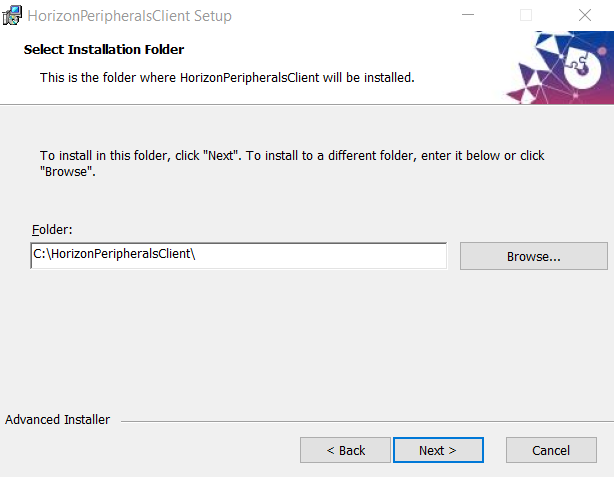 HorizonPeripheralsClient Setup
Select Installation Folder
This is the folder where HorizonPeripheralsClient will be installed.
To install in this folder, click "Next". To install to a different folder, enter it below or click
"Browse".
Folder:
C:\HorizonPeripheralsClient\
Browse...
Advanced Installer
< Back
Next >
Cancel